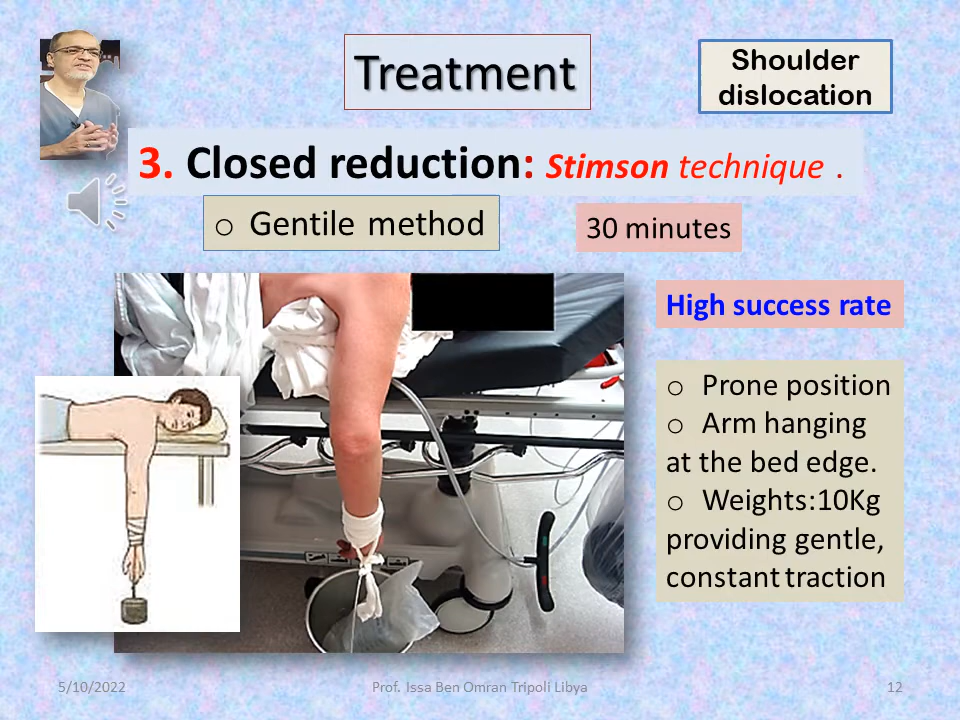 Treatment
Shoulder
dislocation
3. Closed reduction: Stimson technique .
o Gentile method
30 minutes
High success rate
o Prone position
o Arm hanging
at the bed edge.
o Weights:10Kg
providing gentle,
constant traction
5/10/2022
Prof. Issa Ben Omran Tripoli Libya
12